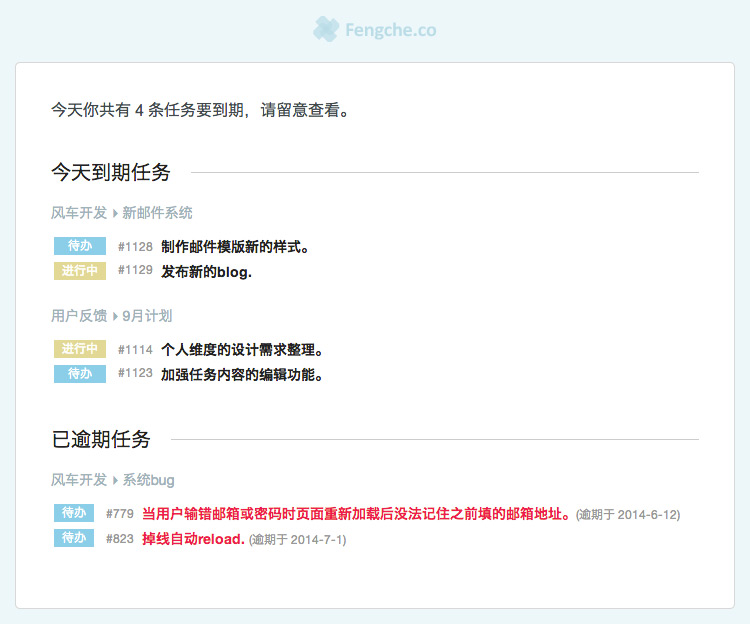 Fengche.co
今天你共有 4 条任务要到期，请留意查看。
今天到期任务
风车开发 ▸ 新邮件系统
待办 #1128 制作邮件模版新的样式。
进行中 #1129 发布新的blog.
用户反馈 ▸ 9月计划
进行中 #1114 个人维度的设计需求整理。
待办 #1123 加强任务内容的编辑功能。
已逾期任务
风车开发 ▸ 系统bug
待办 #779 当用户输错邮箱或密码时页面重新加载后没法记住之前填的邮箱地址。(逾期于 2014-6-12)
待办 #823 掉线自动reload. (逾期于 2014-7-1)